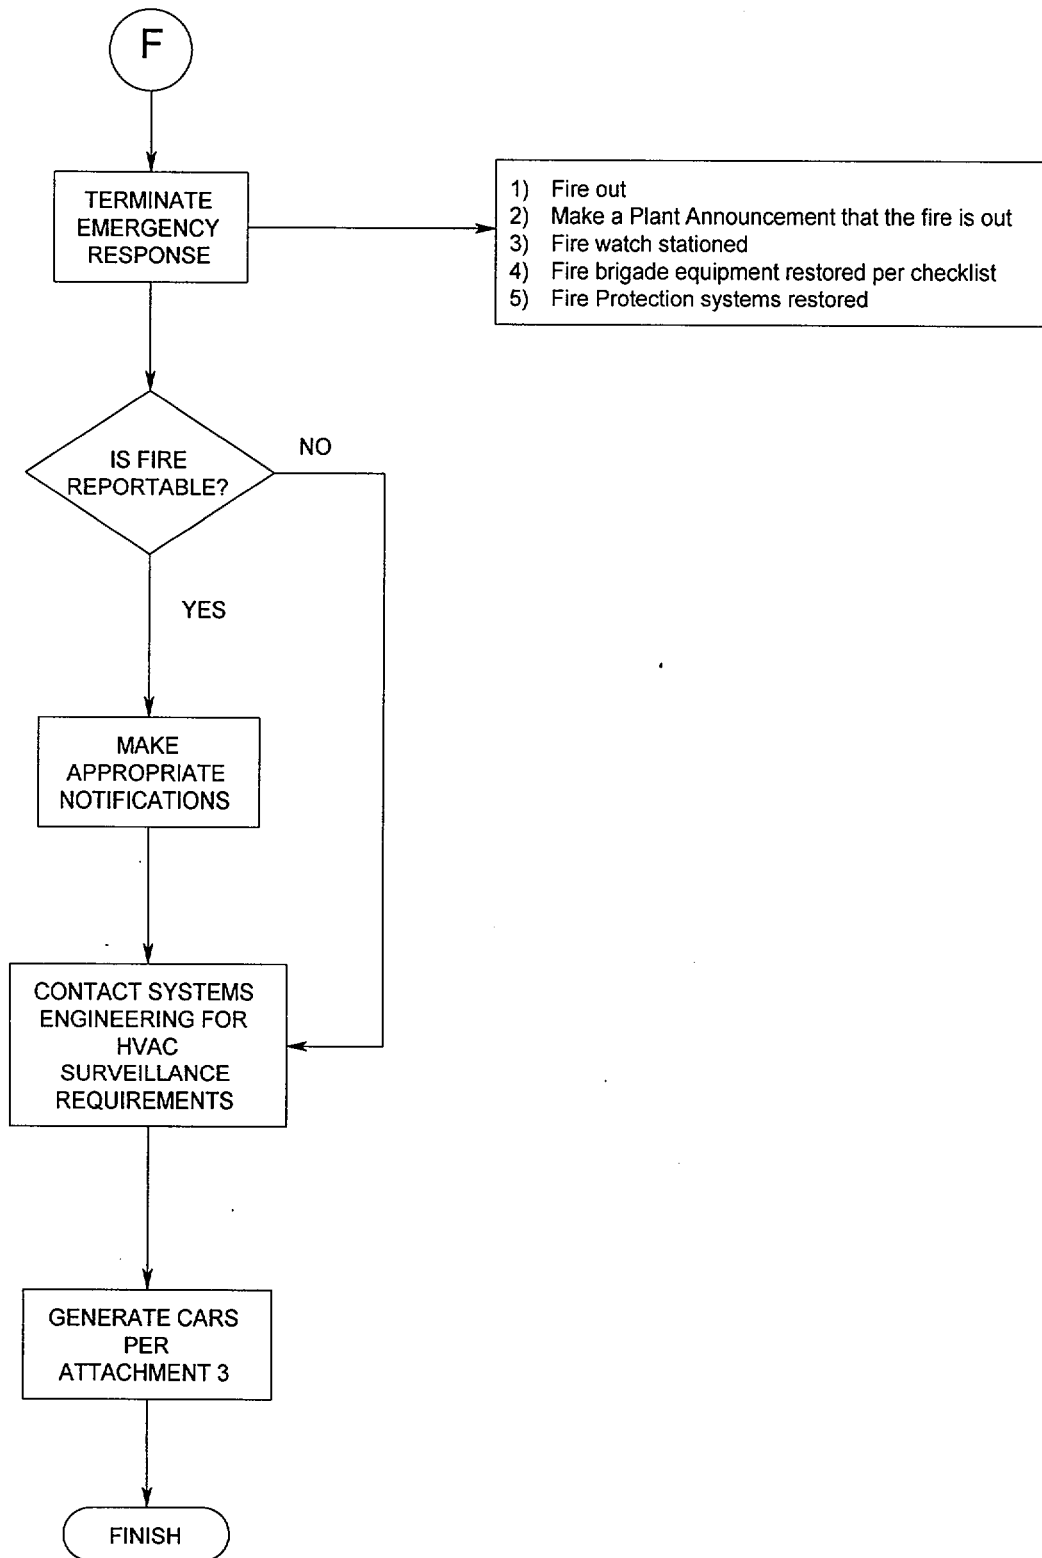 F
TERMINATE
EMERGENCY
RESPONSE
1) Fire out
2) Make a Plant Announcement that the fire is out
3) Fire watch stationed
4) Fire brigade equipment restored per checklist
5) Fire Protection systems restored
IS FIRE
REPORTABLE?
NO
YES
MAKE
APPROPRIATE
NOTIFICATIONS
CONTACT SYSTEMS
ENGINEERING FOR
HVAC
SURVEILLANCE
REQUIREMENTS
GENERATE CARS
PER
ATTACHMENT 3
FINISH